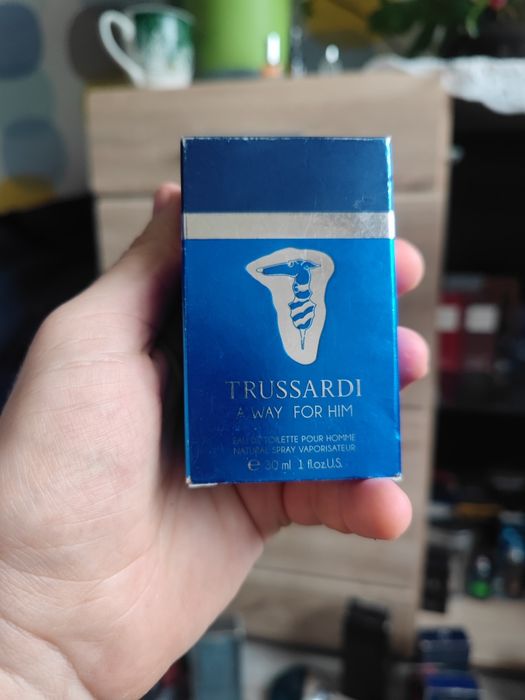 TRUSSARDI
A WAY FOR HIM
EAU DE TOILETTE POUR HOMME
NATURAL SPRAY VAPORISATEUR
℮ 30 ml 1 fl.oz.U.S.